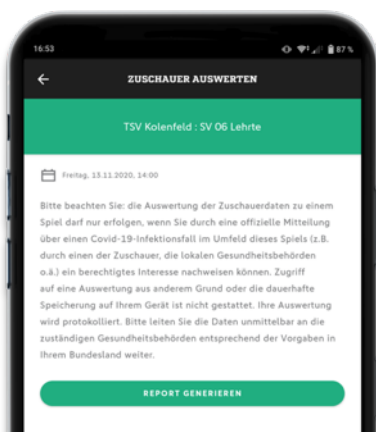 16:53 87 %
ZUSCHAUER AUSWERTEN
TSV Kolenfeld : SV 06 Lehrte
Freitag, 13.11.2020, 14:00
Bitte beachten Sie: die Auswertung der Zuschauerdaten zu einem
Spiel darf nur erfolgen, wenn Sie durch eine offizielle Mitteilung
über einen Covid-19-Infektionsfall im Umfeld dieses Spiels (z.B.
durch einen der Zuschauer, die lokalen Gesundheitsbehörden
o.ä.) ein berechtigtes Interesse nachweisen können. Zugriff
auf eine Auswertung aus anderem Grund oder die dauerhafte
Speicherung auf Ihrem Gerät ist nicht gestattet. Ihre Auswertung
wird protokolliert. Bitte leiten Sie die Daten unmittelbar an die
zuständigen Gesundheitsbehörden entsprechend der Vorgaben in
Ihrem Bundesland weiter.
REPORT GENERIEREN